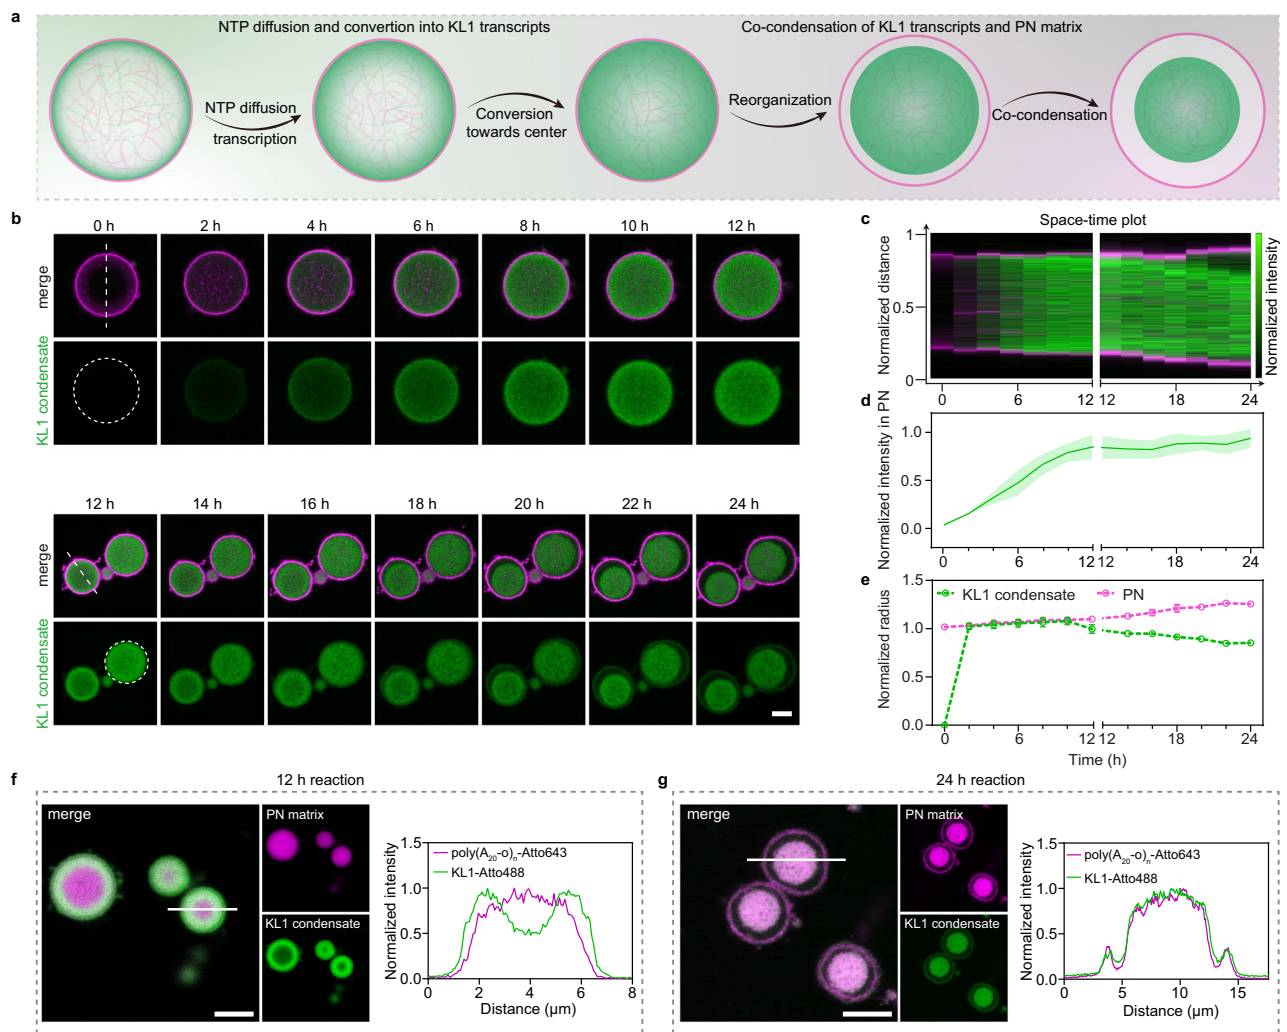 a
NTP diffusion and convertion into KL1 transcripts
Co-condensation of KL1 transcripts and PN matrix
NTP diffusion
transcription
Conversion
towards center
Reorganization
Co-condensation
b
0 h 2 h 4 h 6 h 8 h 10 h 12 h
merge
KL1 condensate
12 h 14 h 16 h 18 h 20 h 22 h 24 h
merge
KL1 condensate
c
Space-time plot
Normalized distance
1
0.5
0
0 6 12 12 18 24
Normalized intensity
d
Normalized intensity in PN
1.0
0.5
0.0
0 6 12 12 18 24
e
Normalized radius
1.5
1.0
0.5
0.0
KL1 condensate PN
0 6 12 12 18 24
Time (h)
f
12 h reaction
merge
PN matrix
KL1 condensate
Normalized intensity
1.5
1.0
0.5
0.0
poly(A20-o)n-Atto643
KL1-Atto488
0 2 4 6 8
Distance (µm)
g
24 h reaction
merge
PN matrix
KL1 condensate
Normalized intensity
1.5
1.0
0.5
0.0
poly(A20-o)n-Atto643
KL1-Atto488
0 5 10 15
Distance (µm)